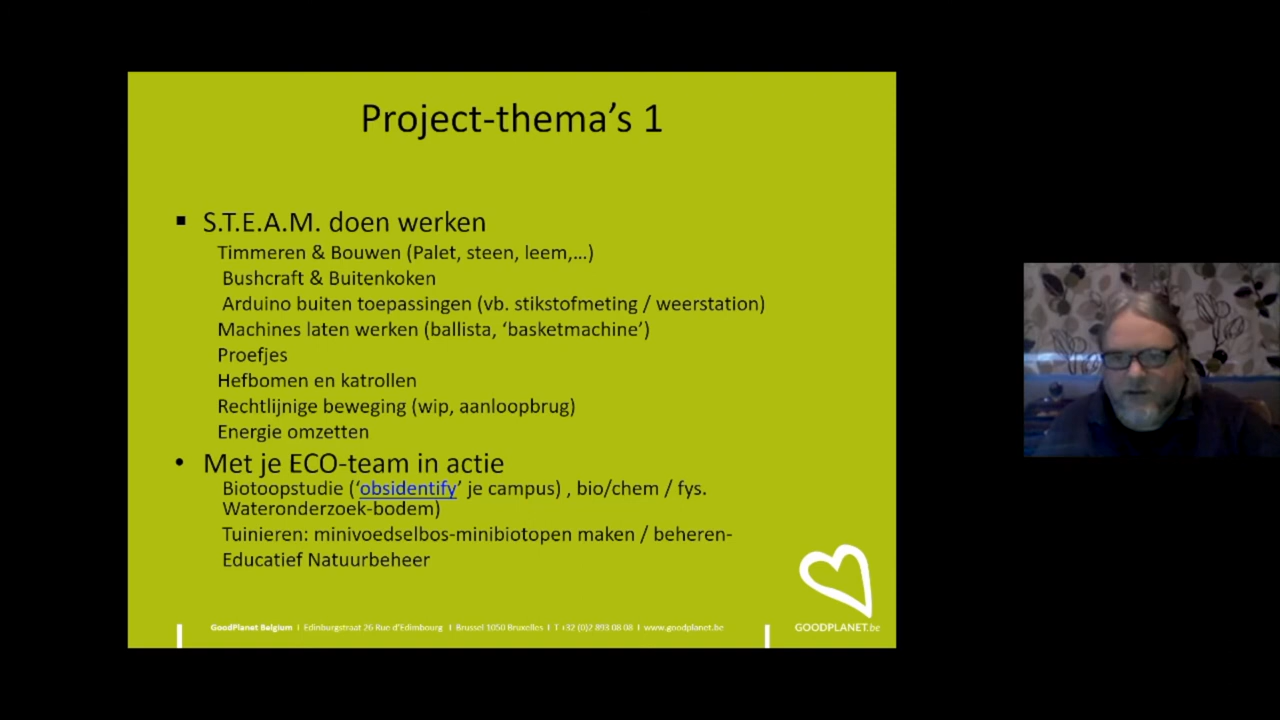 Project-thema’s 1
▪ S.T.E.A.M. doen werken
Timmeren & Bouwen (Palet, steen, leem,...)
Bushcraft & Buitenkoken
Arduino buiten toepassingen (vb. stikstofmeting / weerstation)
Machines laten werken (ballista, ‘basketmachine’)
Proefjes
Hefbomen en katrollen
Rechtlijnige beweging (wip, aanloopbrug)
Energie omzetten
• Met je ECO-team in actie
Biotoopstudie (‘obsidentify’ je campus) , bio/chem / fys.
Wateronderzoek-bodem)
Tuinieren: minivoedselbos-minibiotopen maken / beheren-
Educatief Natuurbeheer
GoodPlanet Belgium I Edinburgstraat 26 Rue d’Edimbourg I Brussel 1050 Bruxelles I T +32 (0)2 893 08 08 I www.goodplanet.be
GOODPLANET.be